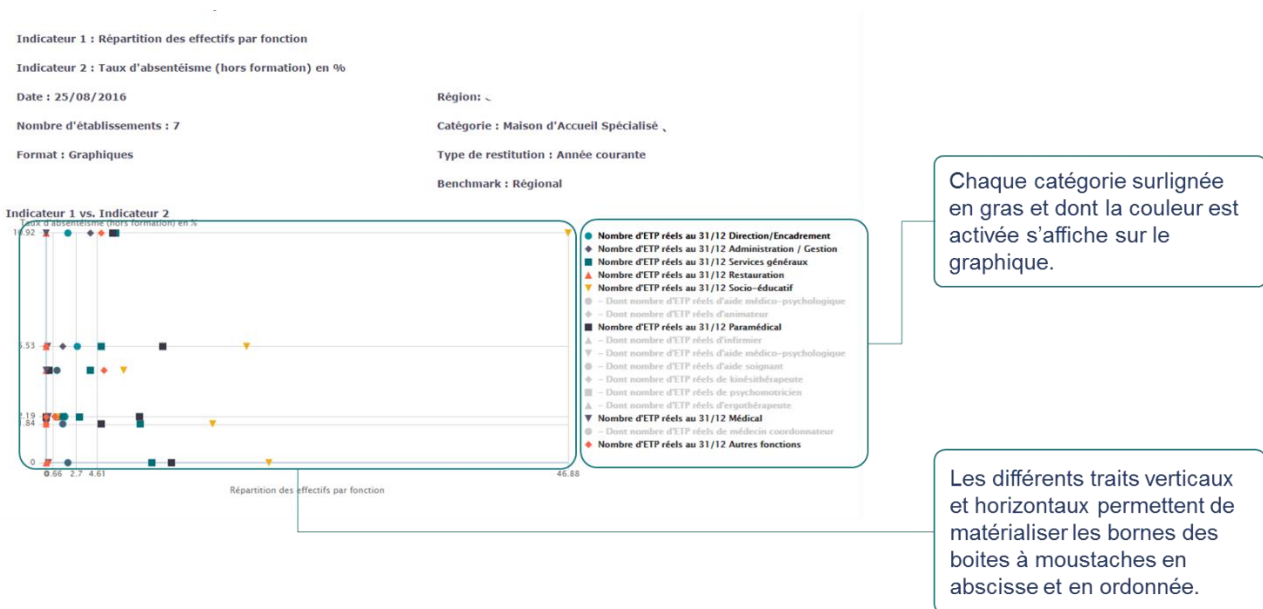 Indicateur 1 : Répartition des effectifs par fonction
Indicateur 2 : Taux d'absentéisme (hors formation) en %
Date : 25/08/2016
Région:
Nombre d'établissements : 7
Catégorie : Maison d'Accueil Spécialisé
Format : Graphiques
Type de restitution : Année courante
Benchmark : Régional
Indicateur 1 vs. Indicateur 2
Taux d'absentéisme (hors formation) en %
10.92
5.53
2.19
1.84
0
0
0.66
2.7
4.61
46.88
Répartition des effectifs par fonction
Nombre d'ETP réels au 31/12 Direction/Encadrement
Nombre d'ETP réels au 31/12 Administration / Gestion
Nombre d'ETP réels au 31/12 Services généraux
Nombre d'ETP réels au 31/12 Restauration
Nombre d'ETP réels au 31/12 Socio-éducatif
- Dont nombre d'ETP réels d'aide médico-psychologique
- Dont nombre d'ETP réels d'animateur
Nombre d'ETP réels au 31/12 Paramédical
- Dont nombre d'ETP réels d'infirmier
- Dont nombre d'ETP réels d'aide médico-psychologique
- Dont nombre d'ETP réels d'aide soignant
- Dont nombre d'ETP réels de kinésithérapeute
- Dont nombre d'ETP réels de psychomotricien
- Dont nombre d'ETP réels d'ergothérapeute
Nombre d'ETP réels au 31/12 Médical
- Dont nombre d'ETP réels de médecin coordonnateur
Nombre d'ETP réels au 31/12 Autres fonctions
Chaque catégorie surlignée
en gras et dont la couleur est
activée s'affiche sur le
graphique.
Les différents traits verticaux
et horizontaux permettent de
matérialiser les bornes des
boites à moustaches en
abscisse et en ordonnée.